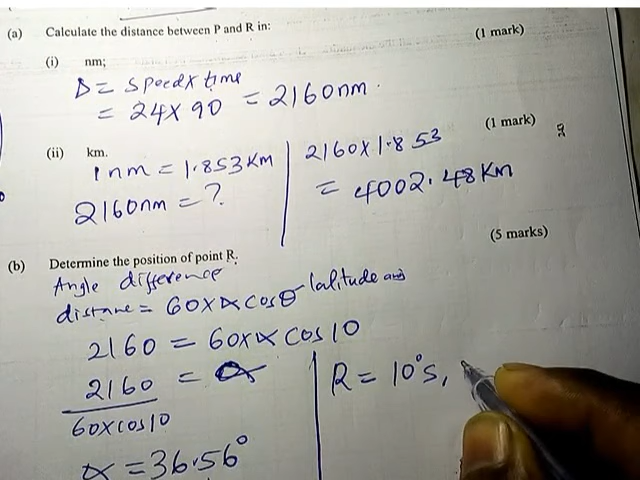 (a) Calculate the distance between P and R in:
(1 mark)
(i) nm;
D = Speed x time
= 24 x 90 = 2160nm.
(1 mark)
(ii) km.
1nm = 1.853Km
2160nm = ?
2160 x 1.853
= 4002.48Km
(5 marks)
(b) Determine the position of point R.
Angle difference
distane = 60 x α cos θ latitude and
2160 = 60 x α cos 10
2160 = α
60 x cos 10
α = 36.56°
R = 10°S,